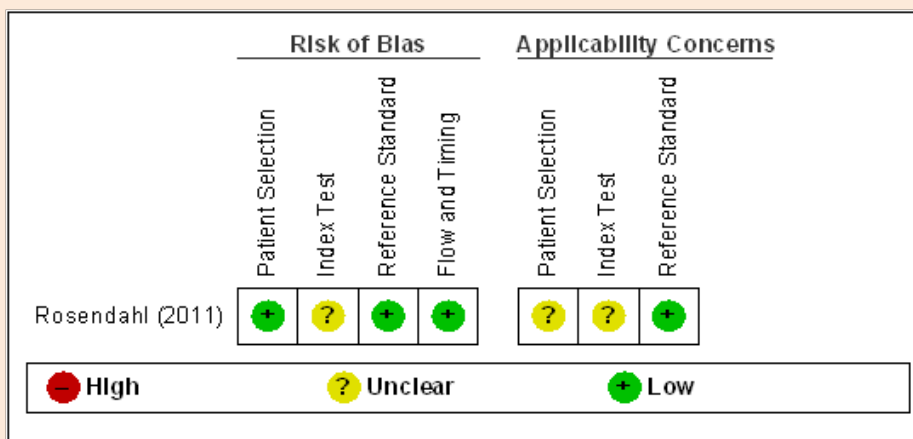 Risk of Bias
Applicability Concerns
Patient Selection
Index Test
Reference Standard
Flow and Timing
Patient Selection
Index Test
Reference Standard
Rosendahl (2011) + ? + + ? ? +
– High ? Unclear + Low